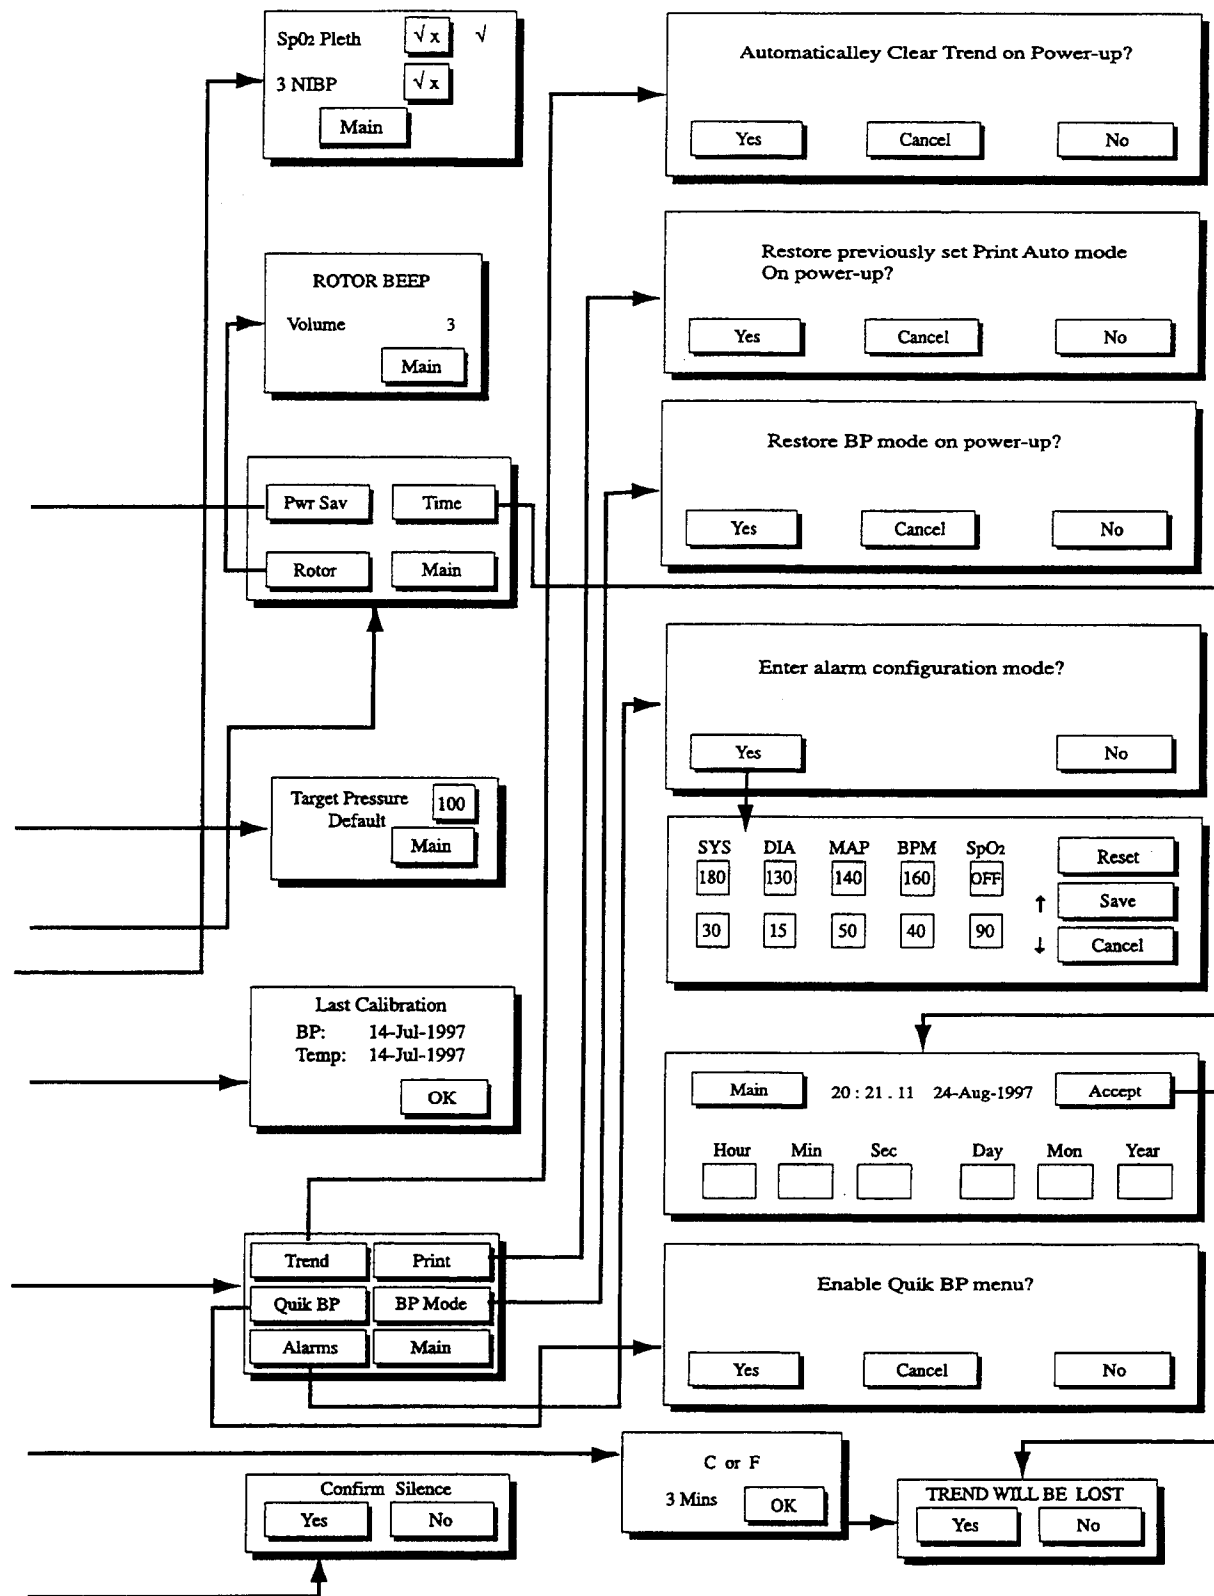 SpO2 Pleth √ x √
3 NIBP √ x
Main
ROTOR BEEP
Volume 3
Main
Pwr Sav Time
Rotor Main
Target Pressure 100
Default
Main
Last Calibration
BP: 14-Jul-1997
Temp: 14-Jul-1997
OK
Trend Print
Quik BP BP Mode
Alarms Main
Confirm Silence
Yes No
Automaticalley Clear Trend on Power-up?
Yes Cancel No
Restore previously set Print Auto mode
On power-up?
Yes Cancel No
Restore BP mode on power-up?
Yes Cancel No
Enter alarm configuration mode?
Yes No
SYS DIA MAP BPM SpO2 Reset
180 130 140 160 OFF
↑ Save
30 15 50 40 90
↓ Cancel
Main 20 : 21 . 11 24-Aug-1997 Accept
Hour Min Sec Day Mon Year
Enable Quik BP menu?
Yes Cancel No
C or F
3 Mins OK
TREND WILL BE LOST
Yes No